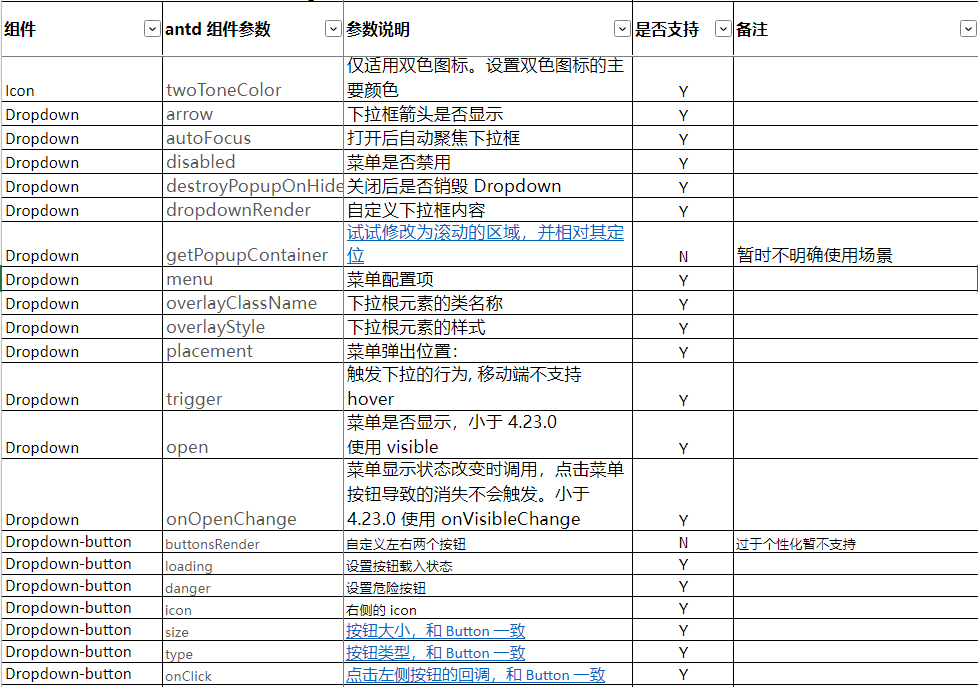 组件 antd 组件参数 参数说明 是否支持 备注
仅适用双色图标。设置双色图标的主
Icon twoToneColor 要颜色 Y
Dropdown arrow 下拉框箭头是否显示 Y
Dropdown autoFocus 打开后自动聚焦下拉框 Y
Dropdown disabled 菜单是否禁用 Y
Dropdown destroyPopupOnHide 关闭后是否销毁 Dropdown Y
Dropdown dropdownRender 自定义下拉框内容 Y
试试修改为滚动的区域，并相对其定
Dropdown getPopupContainer 位 N 暂时不明确使用场景
Dropdown menu 菜单配置项 Y
Dropdown overlayClassName 下拉根元素的类名称 Y
Dropdown overlayStyle 下拉根元素的样式 Y
Dropdown placement 菜单弹出位置： Y
触发下拉的行为, 移动端不支持
Dropdown trigger hover Y
菜单是否显示，小于 4.23.0
Dropdown open 使用 visible Y
菜单显示状态改变时调用，点击菜单
按钮导致的消失不会触发。小于
Dropdown onOpenChange 4.23.0 使用 onVisibleChange Y
Dropdown-button buttonsRender 自定义左右两个按钮 N 过于个性化暂不支持
Dropdown-button loading 设置按钮载入状态 Y
Dropdown-button danger 设置危险按钮 Y
Dropdown-button icon 右侧的 icon Y
Dropdown-button size 按钮大小，和 Button 一致 Y
Dropdown-button type 按钮类型，和 Button 一致 Y
Dropdown-button onClick 点击左侧按钮的回调，和 Button 一致 Y